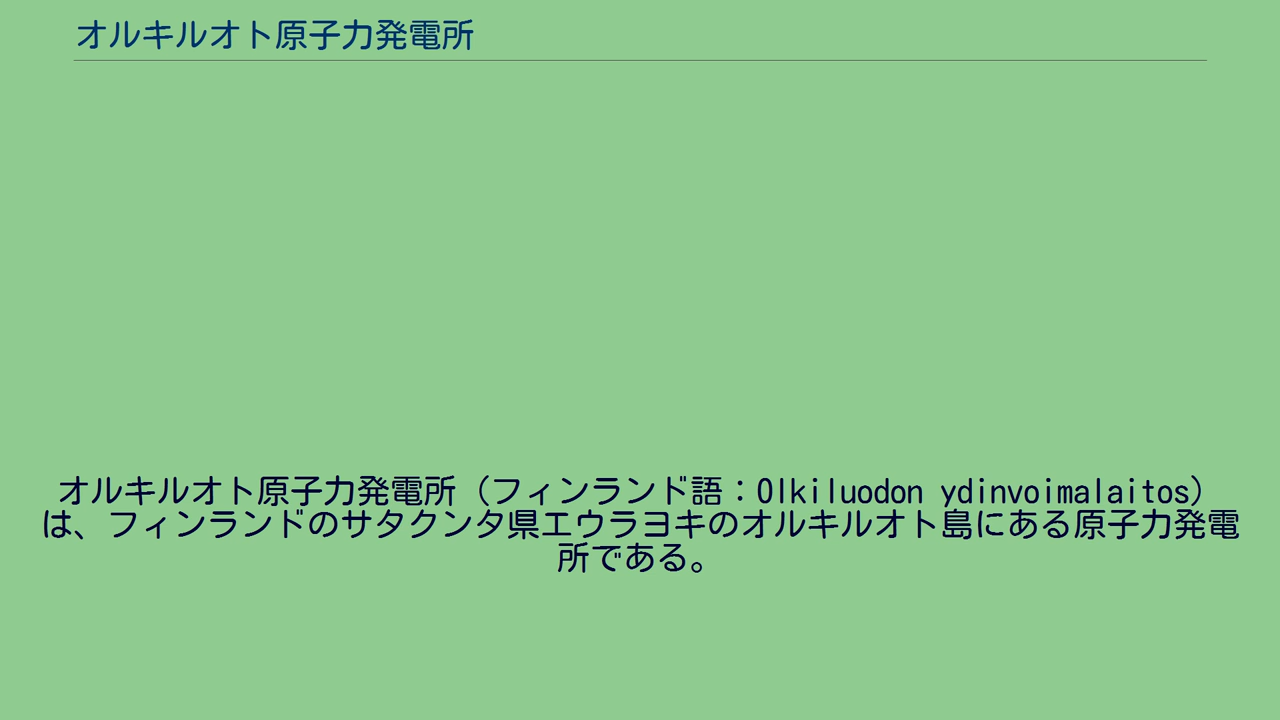 オルキルオト原子力発電所
オルキルオト原子力発電所（フィンランド語：Olkiluodon ydinvoimalaitos）
は、フィンランドのサタクンタ県エウラヨキのオルキルオト島にある原子力発電
所である。